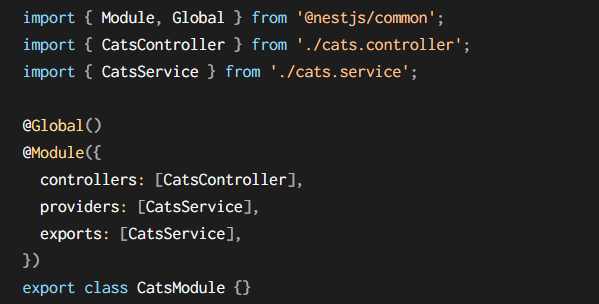 import { Module, Global } from '@nestjs/common';
import { CatsController } from './cats.controller';
import { CatsService } from './cats.service';

@Global()
@Module({
  controllers: [CatsController],
  providers: [CatsService],
  exports: [CatsService],
})
export class CatsModule {}